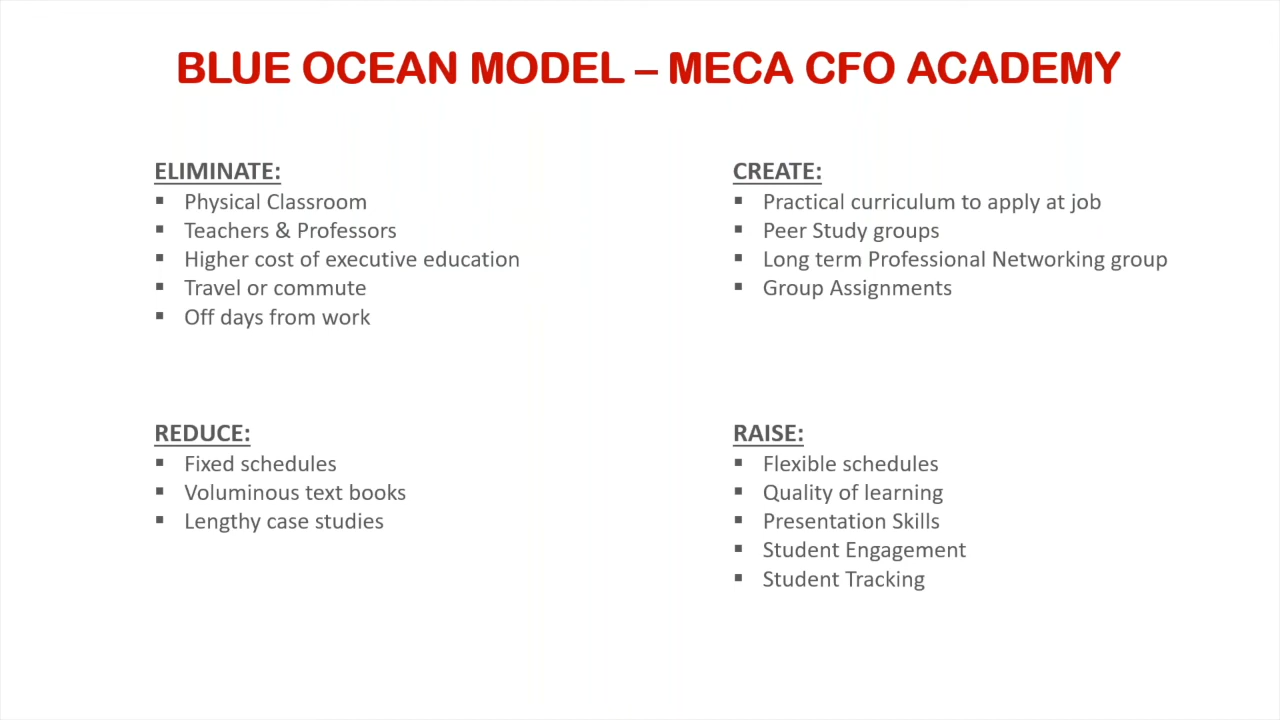 BLUE OCEAN MODEL – MECA CFO ACADEMY
ELIMINATE:
▪ Physical Classroom
▪ Teachers & Professors
▪ Higher cost of executive education
▪ Travel or commute
▪ Off days from work
CREATE:
▪ Practical curriculum to apply at job
▪ Peer Study groups
▪ Long term Professional Networking group
▪ Group Assignments
REDUCE:
▪ Fixed schedules
▪ Voluminous text books
▪ Lengthy case studies
RAISE:
▪ Flexible schedules
▪ Quality of learning
▪ Presentation Skills
▪ Student Engagement
▪ Student Tracking